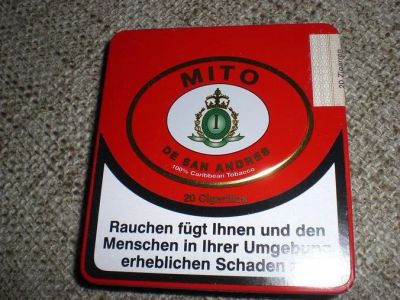 MITO
I
DE SAN ANDRES
100% Caribbean Tobacco
20 Cigarillos
Rauchen fügt Ihnen und den
Menschen in Ihrer Umgebung
erheblichen Schaden